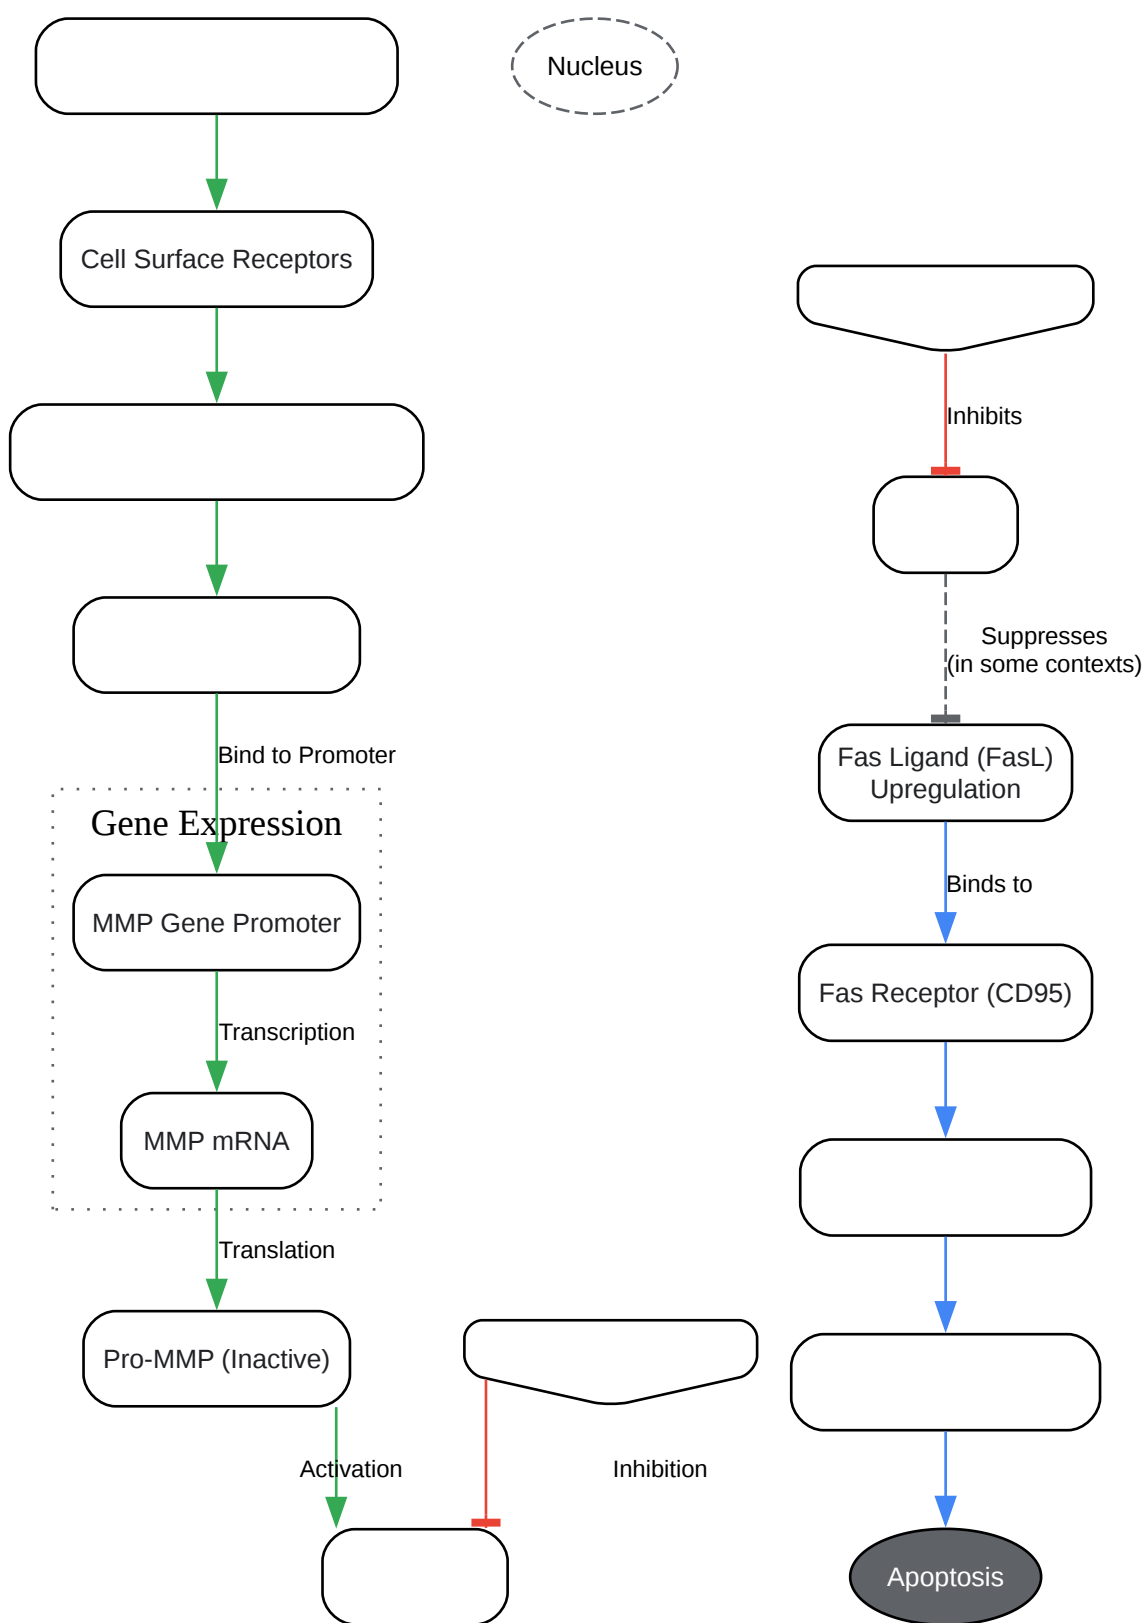 Nucleus
Cell Surface Receptors
Inhibits
Suppresses
(in some contexts)
Bind to Promoter
Fas Ligand (FasL)
Upregulation
Gene Expression
Binds to
MMP Gene Promoter
Fas Receptor (CD95)
Transcription
MMP mRNA
Translation
Pro-MMP (Inactive)
Activation
Inhibition
Apoptosis